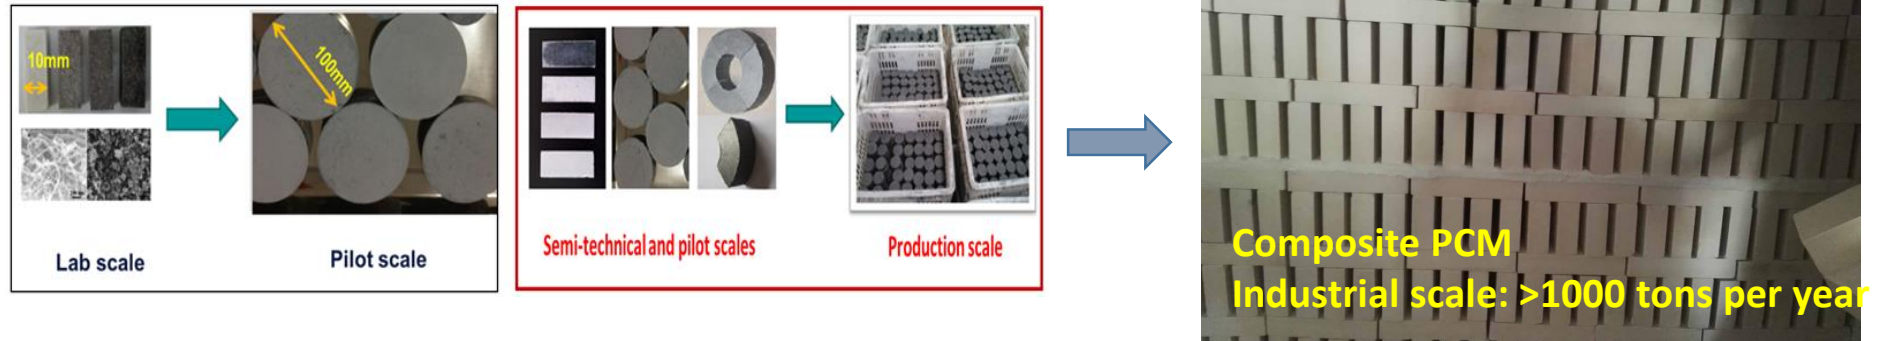 10mm
100mm
Lab scale
Pilot scale
Semi-technical and pilot scales
Production scale
Composite PCM
Industrial scale: >1000 tons per year